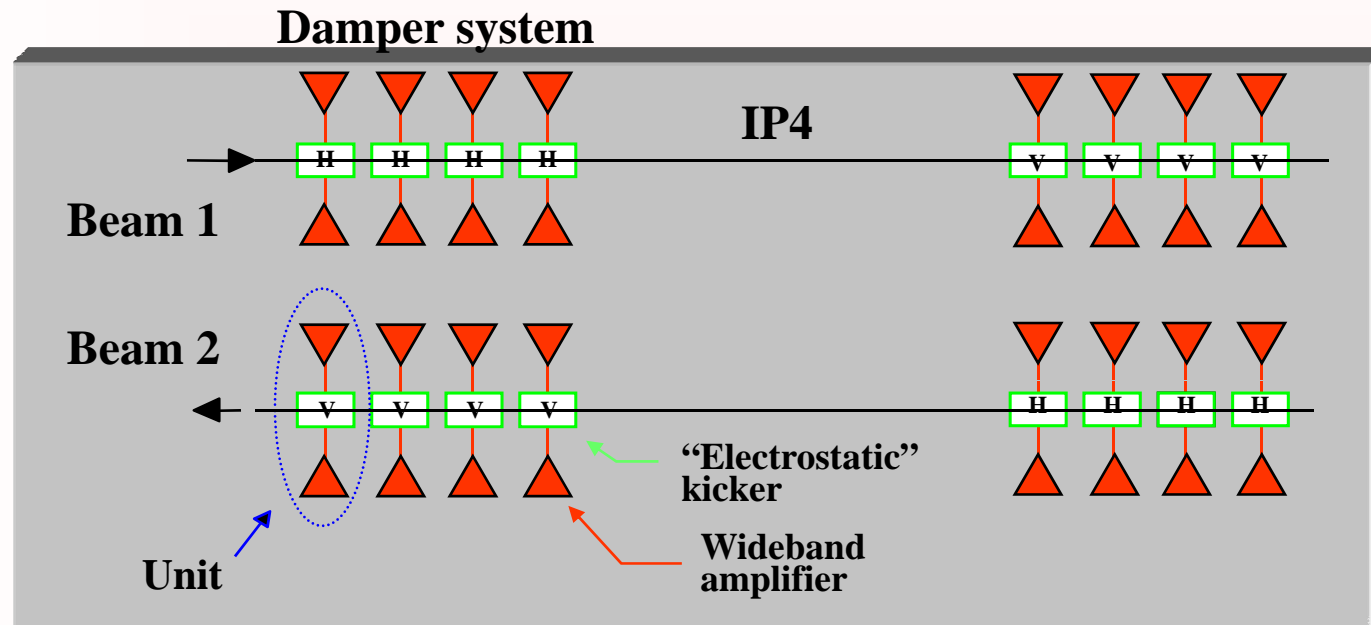 Damper system
IP4
H H H H V V V V
Beam 1
Beam 2
V V V V H H H H
“Electrostatic”
kicker
Wideband
amplifier
Unit